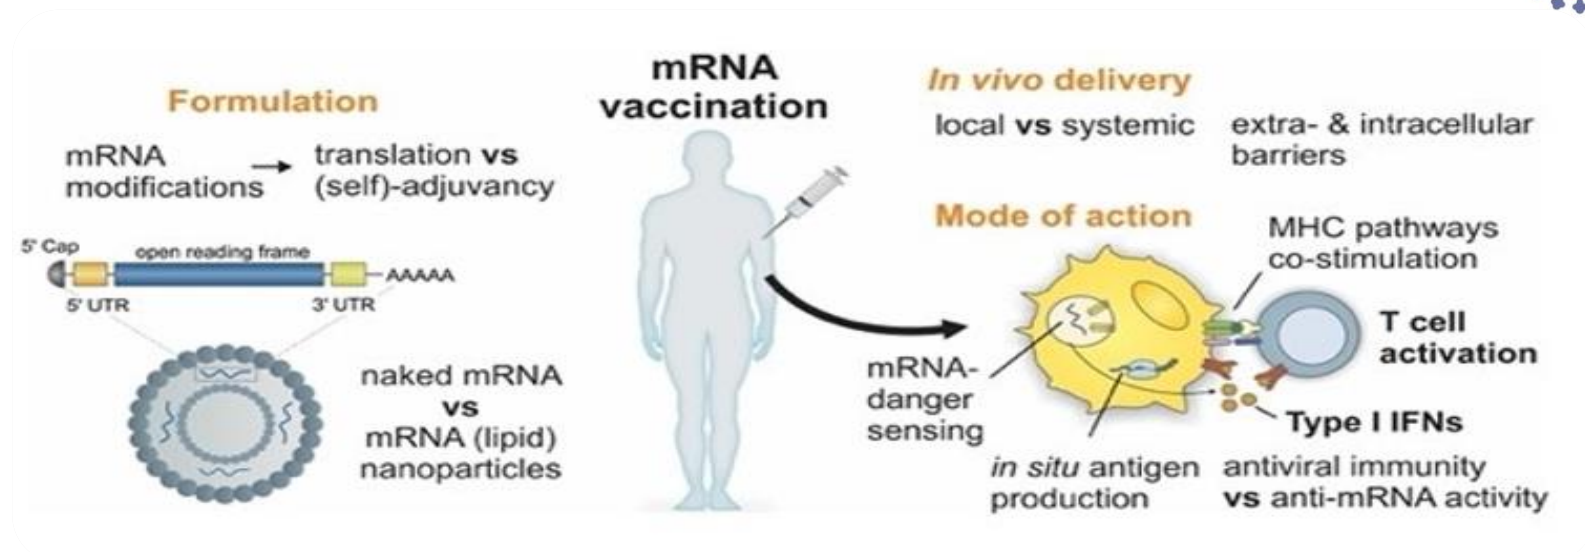 mRNA
vaccination
Formulation
mRNA
modifications
translation vs
(self)-adjuvancy
5' Cap
open reading frame
AAAAA
5' UTR
3' UTR
naked mRNA
vs
mRNA (lipid)
nanoparticles
In vivo delivery
local vs systemic
extra- & intracellular
barriers
Mode of action
MHC pathways
co-stimulation
T cell
activation
mRNA-
danger
sensing
Type I IFNs
in situ antigen
production
antiviral immunity
vs anti-mRNA activity